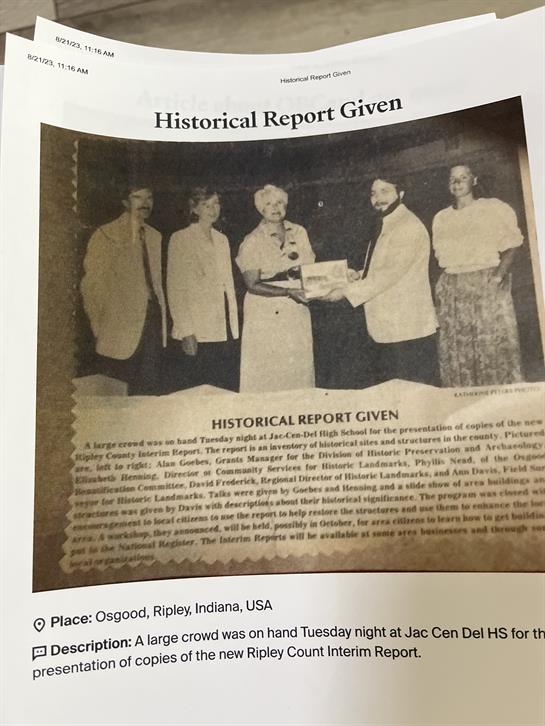 8/21/23, 11:16 AM
8/21/23, 11:16 AM
Historical Report Given
Historical Report Given
KATHERINE PETERS PHOTO
HISTORICAL REPORT GIVEN
A large crowd was on hand Tuesday night at Jac-Cen-Del High School for the presentation of copies of the new
Ripley County Interim Report. The report is an inventory of historical sites and structures in the county. Pictured
are, left to right: Alan Goebes, Grants Manager for the Division of Historic Preservation and Archaeology
Elizabeth Henning, Director of Community Services for Historic Landmarks, Phyllis Nead, of the Osgood
Beautification Committee, David Frederick, Regional Director of Historic Landmarks, and Ann Davis, Field Sur
veyor for Historic Landmarks. Talks were given by Goebes and Henning and a slide show of area buildings an
structures was given by Davis with descriptions about their historical significance. The program was closed wi
encouragement to local citizens to use the report to help restore the structures and use them to enhance the loc
area. A workshop, they announced, will be held, possibly in October, for area citizens to learn how to get buildin
put to the National Register. The Interim Reports will be available at some area businesses and through som
local organizations.
Place: Osgood, Ripley, Indiana, USA
Description: A large crowd was on hand Tuesday night at Jac Cen Del HS for th
presentation of copies of the new Ripley Count Interim Report.